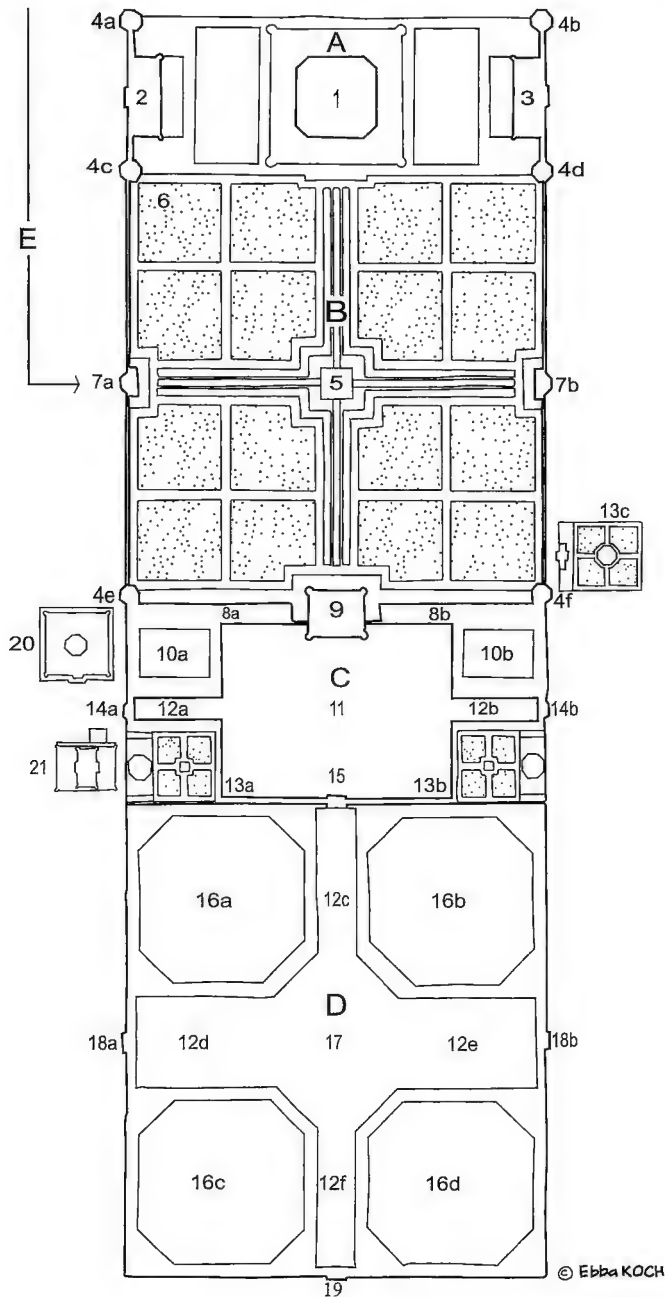 4a 4b
A
2 1 3
4c 4d
6
E
B
7a 5 7b
13c
4e 4f
9
8a 8b
20 10a 10b
C
14a 12a 11 12b 14b
21
13a 15 13b
16a 12c 16b
D
18a 12d 17 12e 18b
16c 12f 16d
© Ebba KOCH
19